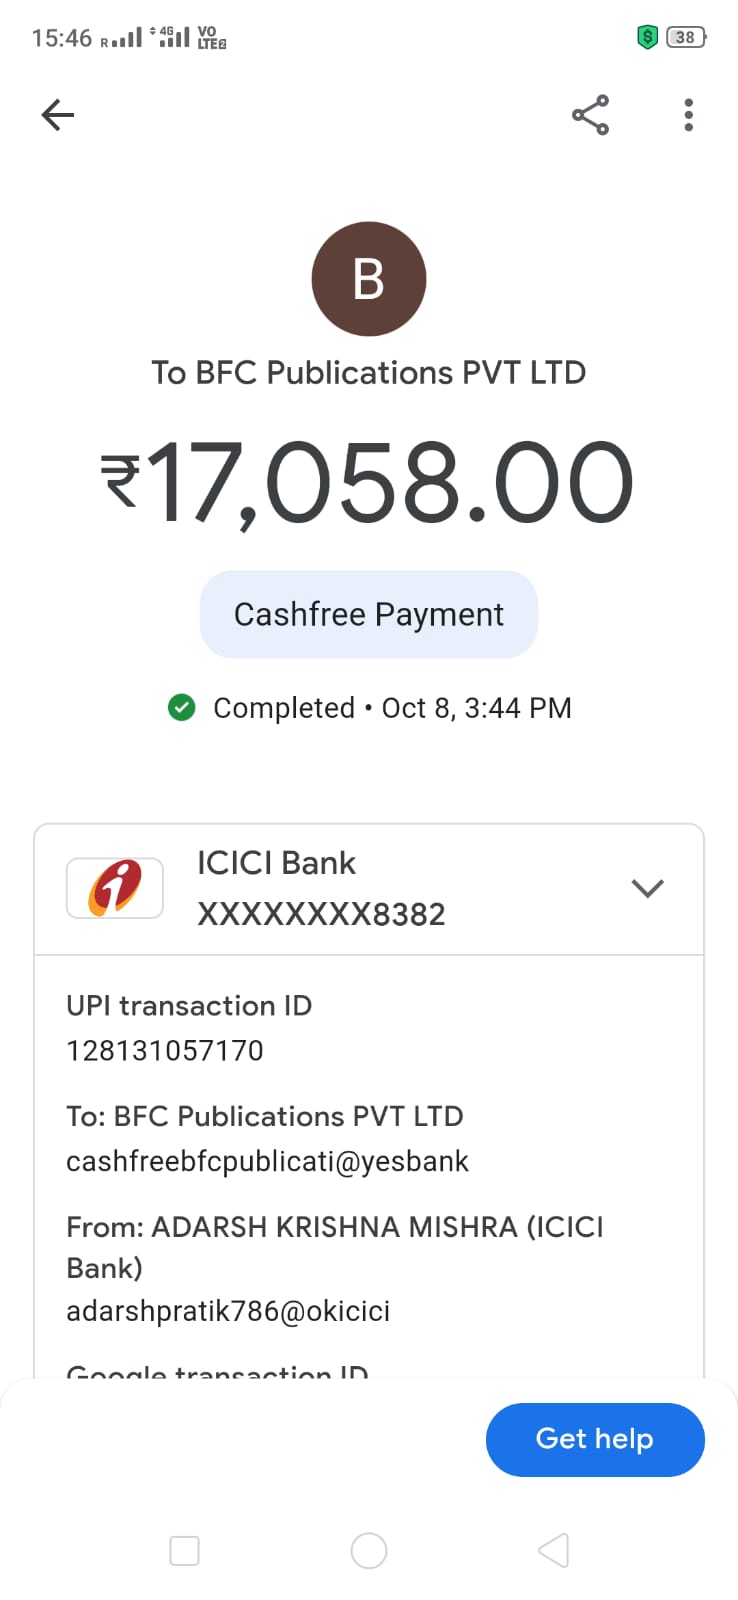 15:46 R 4G VO LTE2 38
B
To BFC Publications PVT LTD
₹17,058.00
Cashfree Payment
Completed • Oct 8, 3:44 PM
ICICI Bank
XXXXXXXX8382
UPI transaction ID
128131057170
To: BFC Publications PVT LTD
cashfreebfcpublicati@yesbank
From: ADARSH KRISHNA MISHRA (ICICI
Bank)
adarshpratik786@okicici
Google transaction ID
Get help